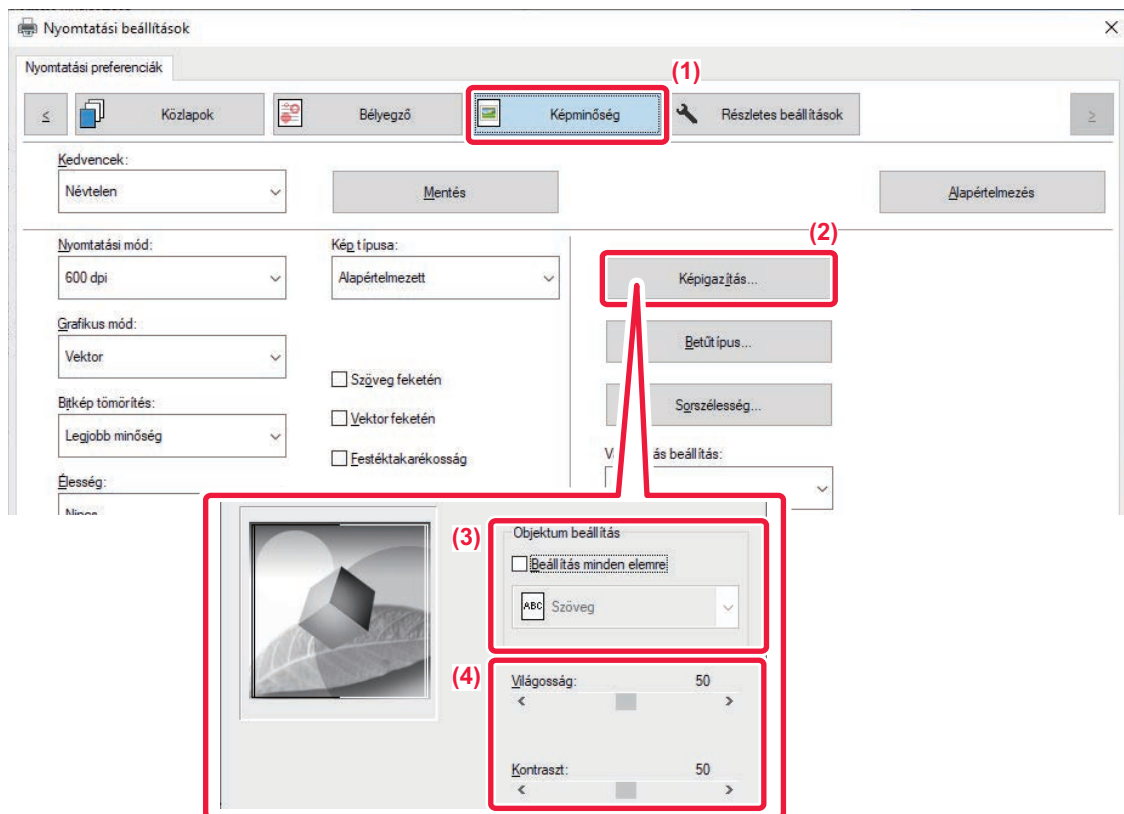 Nyomtatási beállítások
Nyomtatási preferenciák
(1)
≤ Közlapok Bélyegző Képminőség Részletes beállítások ≥
Kedvencek:
Névtelen Mentés Alapértelmezés
(2)
Nyomtatási mód: Kép típusa:
600 dpi Alapértelmezett Képigazítás...
Grafikus mód:
Vektor Betűtípus...
Szöveg feketén
Bitkép tömörítés: Sorszélesség...
Vektor feketén
Legjobb minőség
Festéktakarékosság ás beállítás:
Élesség:
(3) Objektum beállítás
Beállítás minden elemre
ABC Szöveg
(4) Világosság: 50
< >
Kontraszt: 50
< >